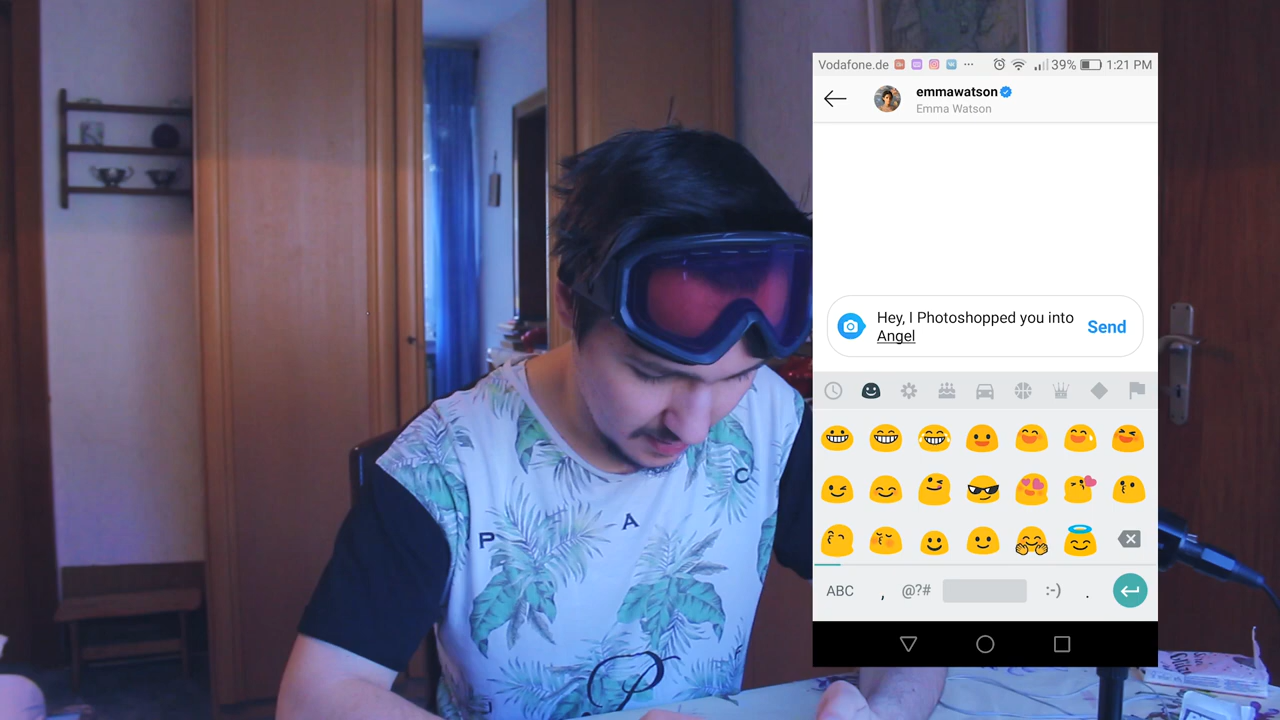 Vodafone.de ... 39% 1:21 PM
emmawatson
Emma Watson
Hey, I Photoshopped you into
Angel
Send
ABC , @?# :-) .
C
A
P
P